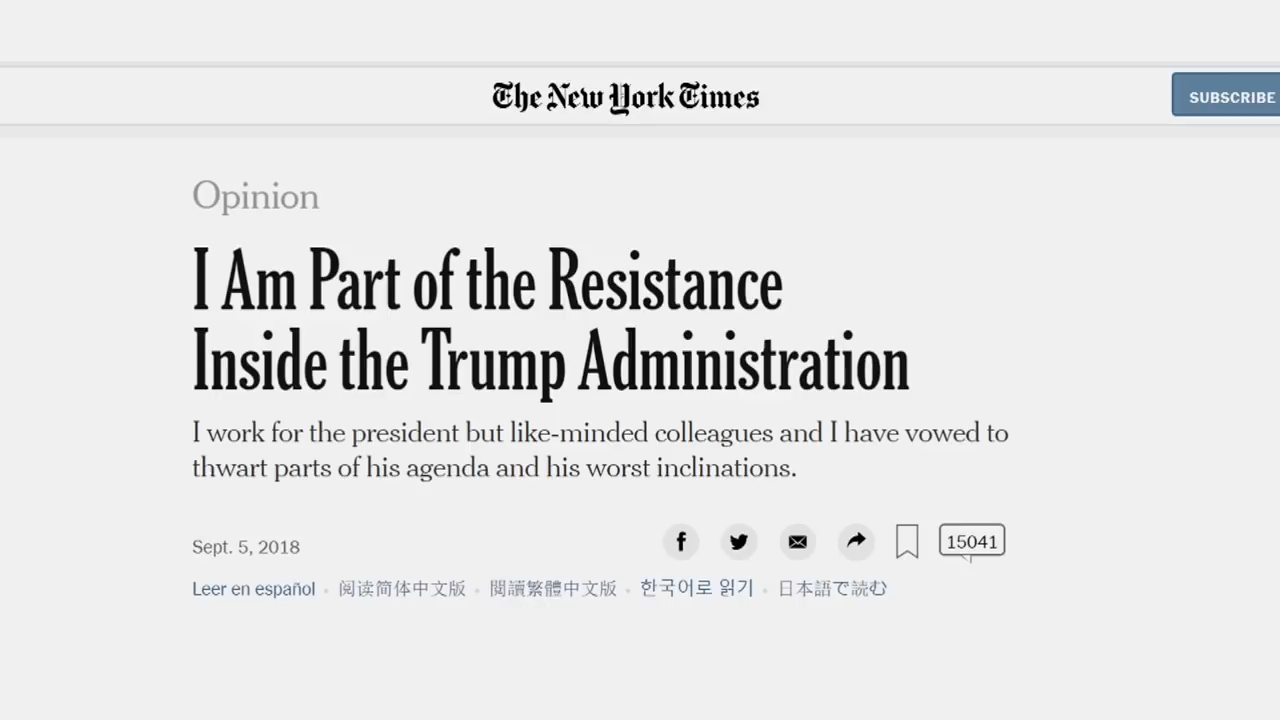 The New York Times
SUBSCRIBE
Opinion
I Am Part of the Resistance
Inside the Trump Administration
I work for the president but like-minded colleagues and I have vowed to
thwart parts of his agenda and his worst inclinations.
Sept. 5, 2018
15041
Leer en español • 阅读简体中文版 • 閱讀繁體中文版 • 한국어로 읽기 • 日本語で読む